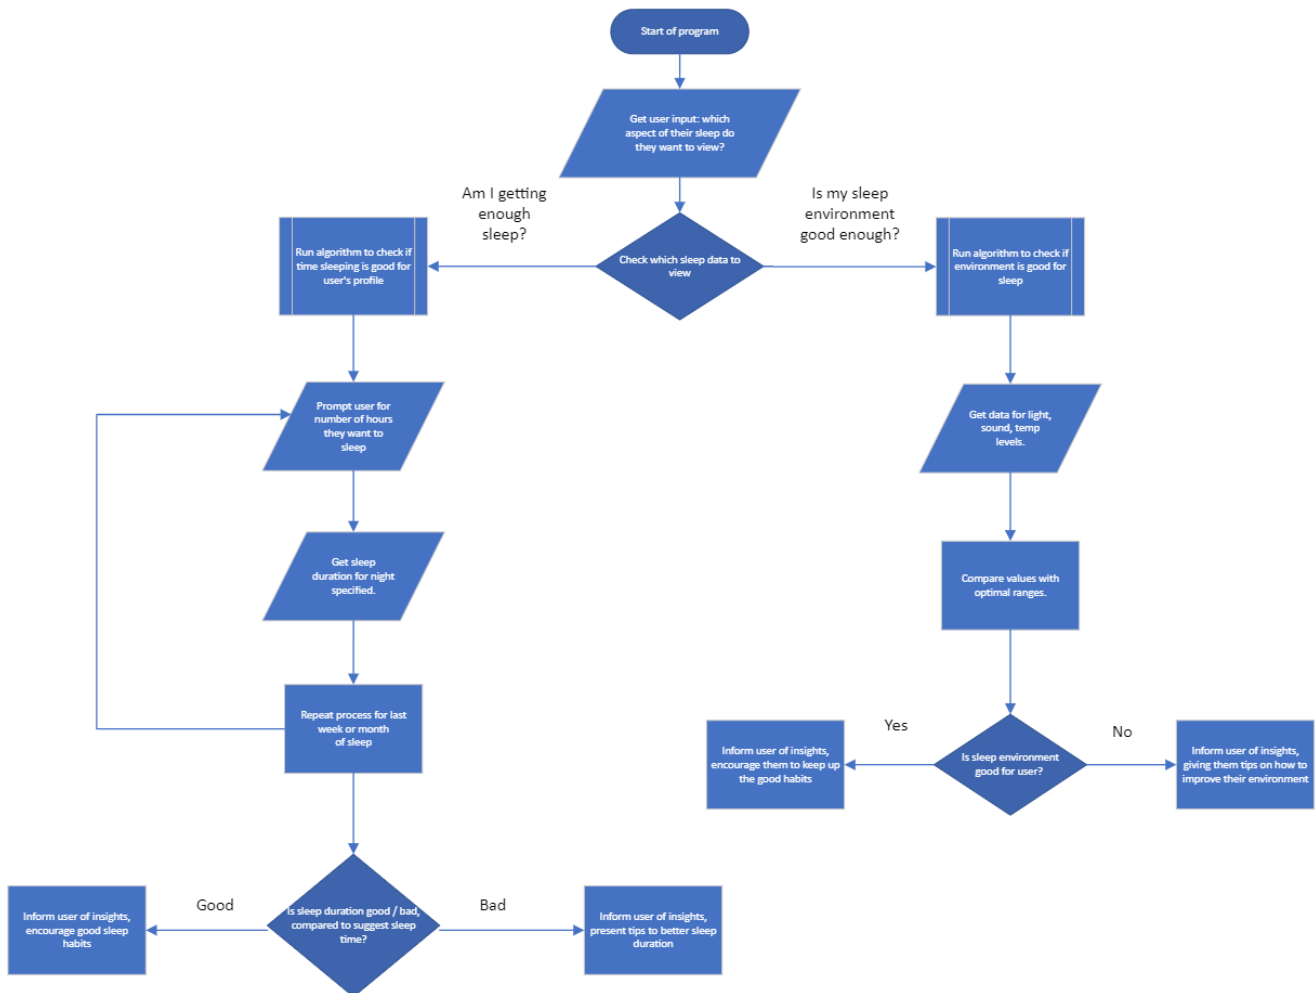 Start of program
Get user input: which
aspect of their sleep do
they want to view?
Am I getting
enough
sleep?
Is my sleep
environment
good enough?
Run algorithm to check if
time sleeping is good for
user's profile
Check which sleep data to
view
Run algorithm to check if
environment is good for
sleep
Prompt user for
number of hours
they want to
sleep
Get data for light,
sound, temp
levels.
Get sleep
duration for night
specified.
Compare values with
optimal ranges.
Repeat process for last
week or month
of sleep
Yes
No
Inform user of insights,
encourage them to keep up
the good habits
Is sleep environment
good for user?
Inform user of insights,
giving them tips on how to
improve their environment
Good
Bad
Inform user of insights,
encourage good sleep
habits
Is sleep duration good / bad,
compared to suggest sleep
time?
Inform user of insights,
present tips to better sleep
duration